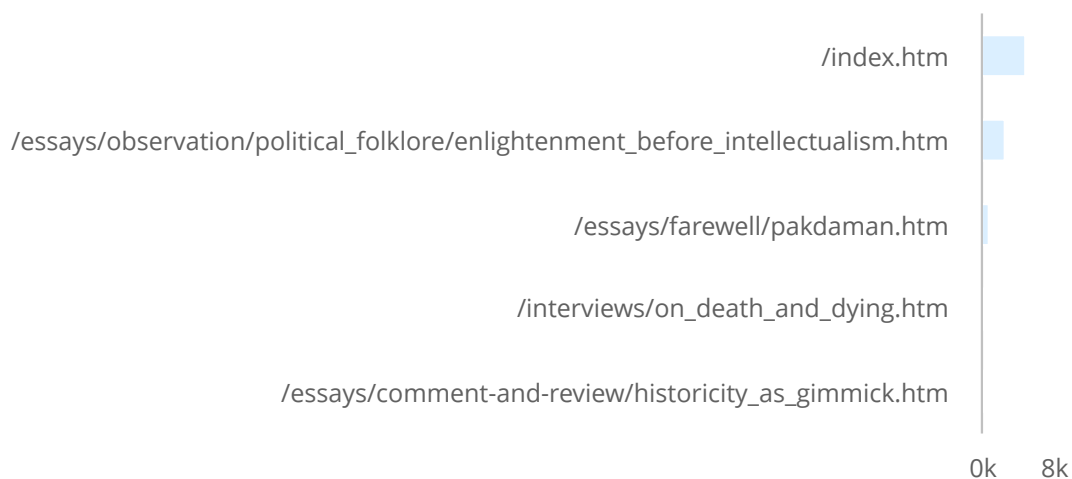 /index.htm
/essays/observation/political_folklore/enlightenment_before_intellectualism.htm
/essays/farewell/pakdaman.htm
/interviews/on_death_and_dying.htm
/essays/comment-and-review/historicity_as_gimmick.htm
0k 8k